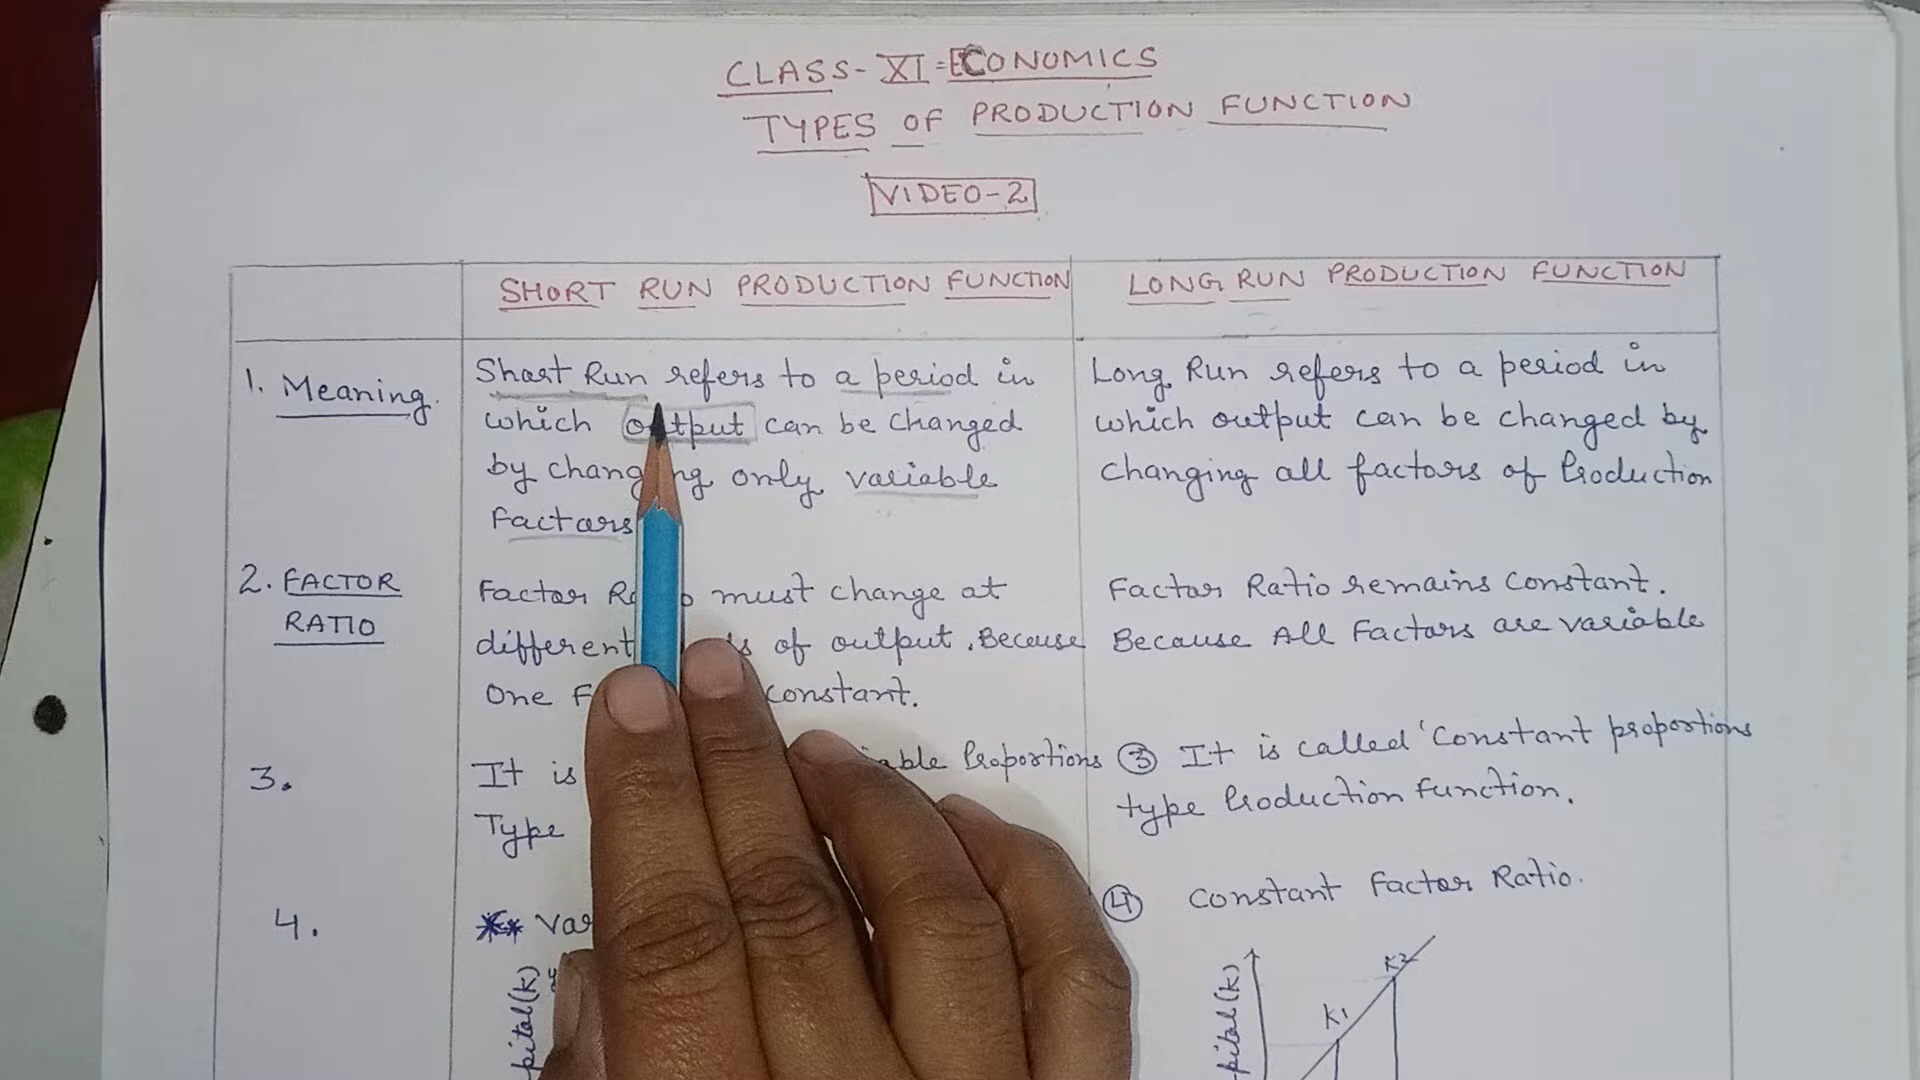 CLASS-XI=ECONOMICS
TYPES OF PRODUCTION FUNCTION
VIDEO-2
SHORT RUN PRODUCTION FUNCTION
LONG RUN PRODUCTION FUNCTION
1. Meaning.
Short Run refers to a period in
which output can be changed
by changing only variable
Factors
Long Run refers to a period in
which output can be changed by
changing all factors of Production
2. FACTOR
RATIO
Factor must change at
different of output. Because
One constant.
Factor Ratio remains constant.
Because All Factors are variable
3.
It is Proportions
Type
③ It is called 'Constant proportions
type Production function.
4.
④ Constant Factor Ratio.
K1
K2
(K)
(K)